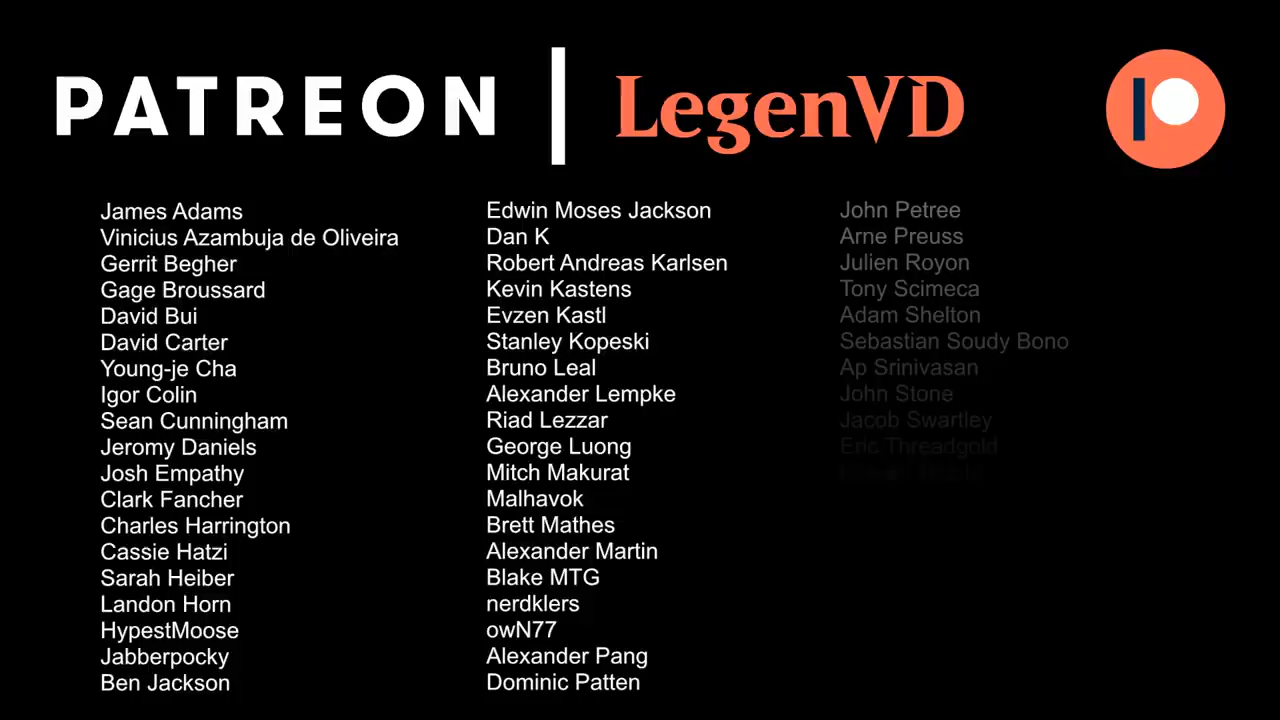 PATREON | LegenVD
James Adams
Vinicius Azambuja de Oliveira
Gerrit Begher
Gage Broussard
David Bui
David Carter
Young-je Cha
Igor Colin
Sean Cunningham
Jeromy Daniels
Josh Empathy
Clark Fancher
Charles Harrington
Cassie Hatzi
Sarah Heiber
Landon Horn
HypestMoose
Jabberpocky
Ben Jackson
Edwin Moses Jackson
Dan K
Robert Andreas Karlsen
Kevin Kastens
Evzen Kastl
Stanley Kopeski
Bruno Leal
Alexander Lempke
Riad Lezzar
George Luong
Mitch Makurat
Malhavok
Brett Mathes
Alexander Martin
Blake MTG
nerdklers
owN77
Alexander Pang
Dominic Patten
John Petree
Arne Preuss
Julien Royon
Tony Scimeca
Adam Shelton
Sebastian Soudy Bono
Ap Srinivasan
John Stone
Jacob Swartley
Eric Threadgold